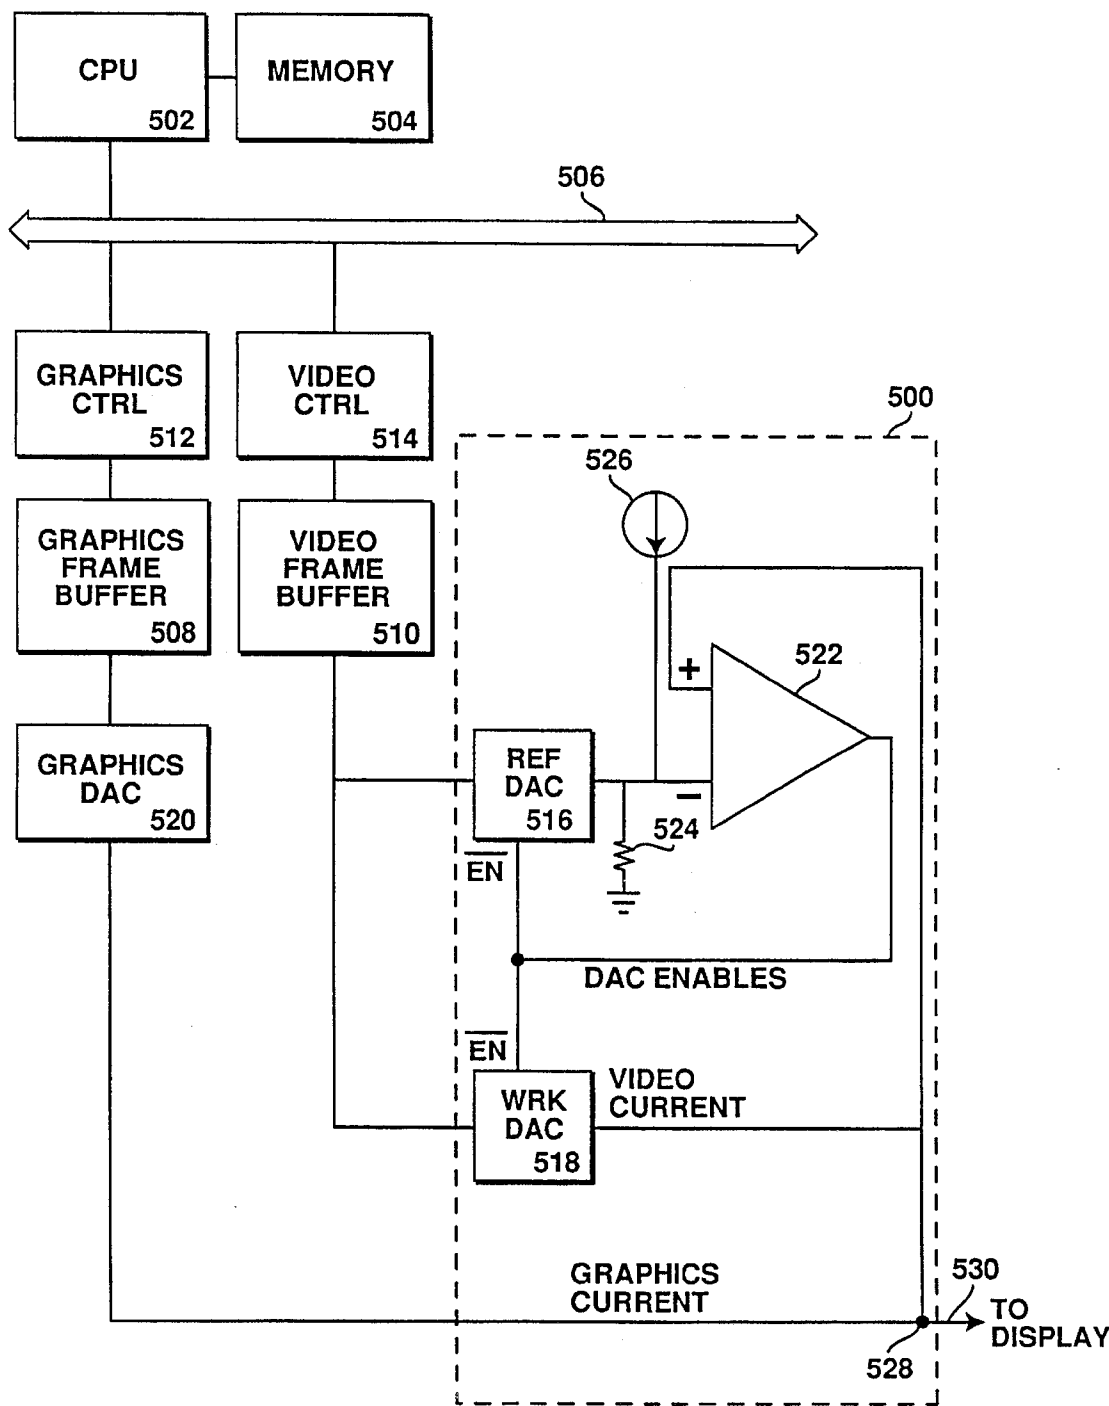 CPU
502
MEMORY
504
506
GRAPHICS
CTRL
512
VIDEO
CTRL
514
500
526
GRAPHICS
FRAME
BUFFER
508
VIDEO
FRAME
BUFFER
510
+
522
GRAPHICS
DAC
520
REF
DAC
516
−
524
EN
DAC ENABLES
EN
WRK
DAC
518
VIDEO
CURRENT
GRAPHICS
CURRENT
530
TO
DISPLAY
528